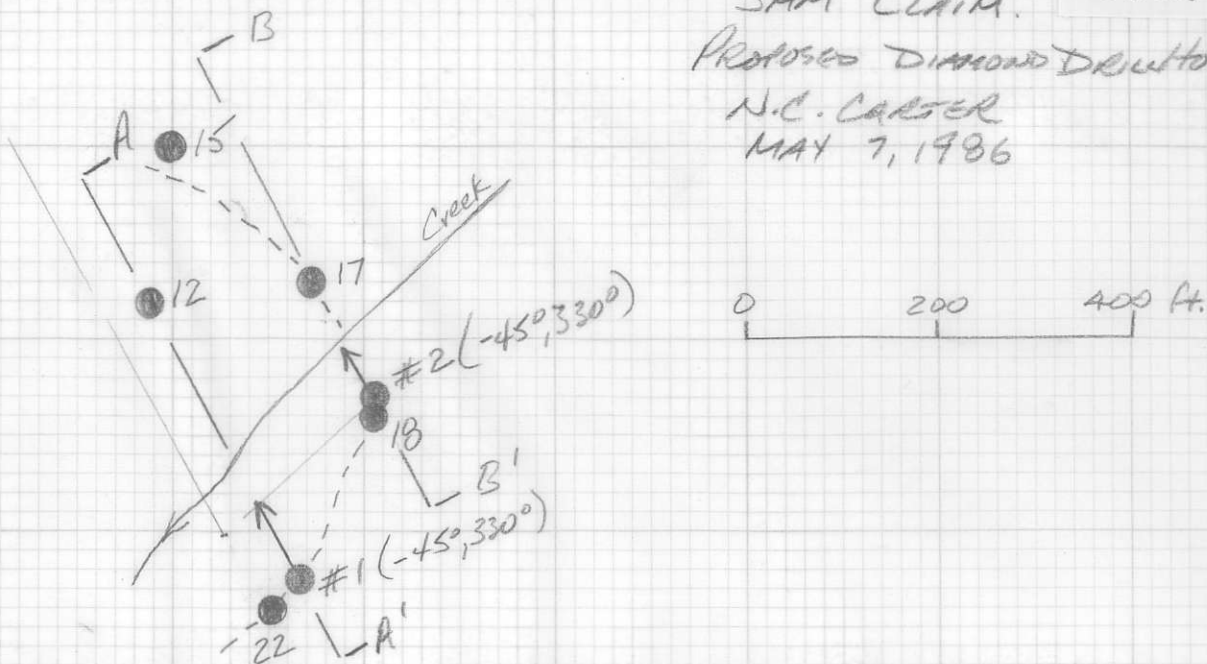 CLAIM.
PROPOSED DIAMOND
N.C. CARTER
MAY 7, 1986
B
A
15
Creek
17
12
0 200 400 ft.
#2 (-45°, 330°)
18
B'
#1 (-45°, 330°)
22
A'